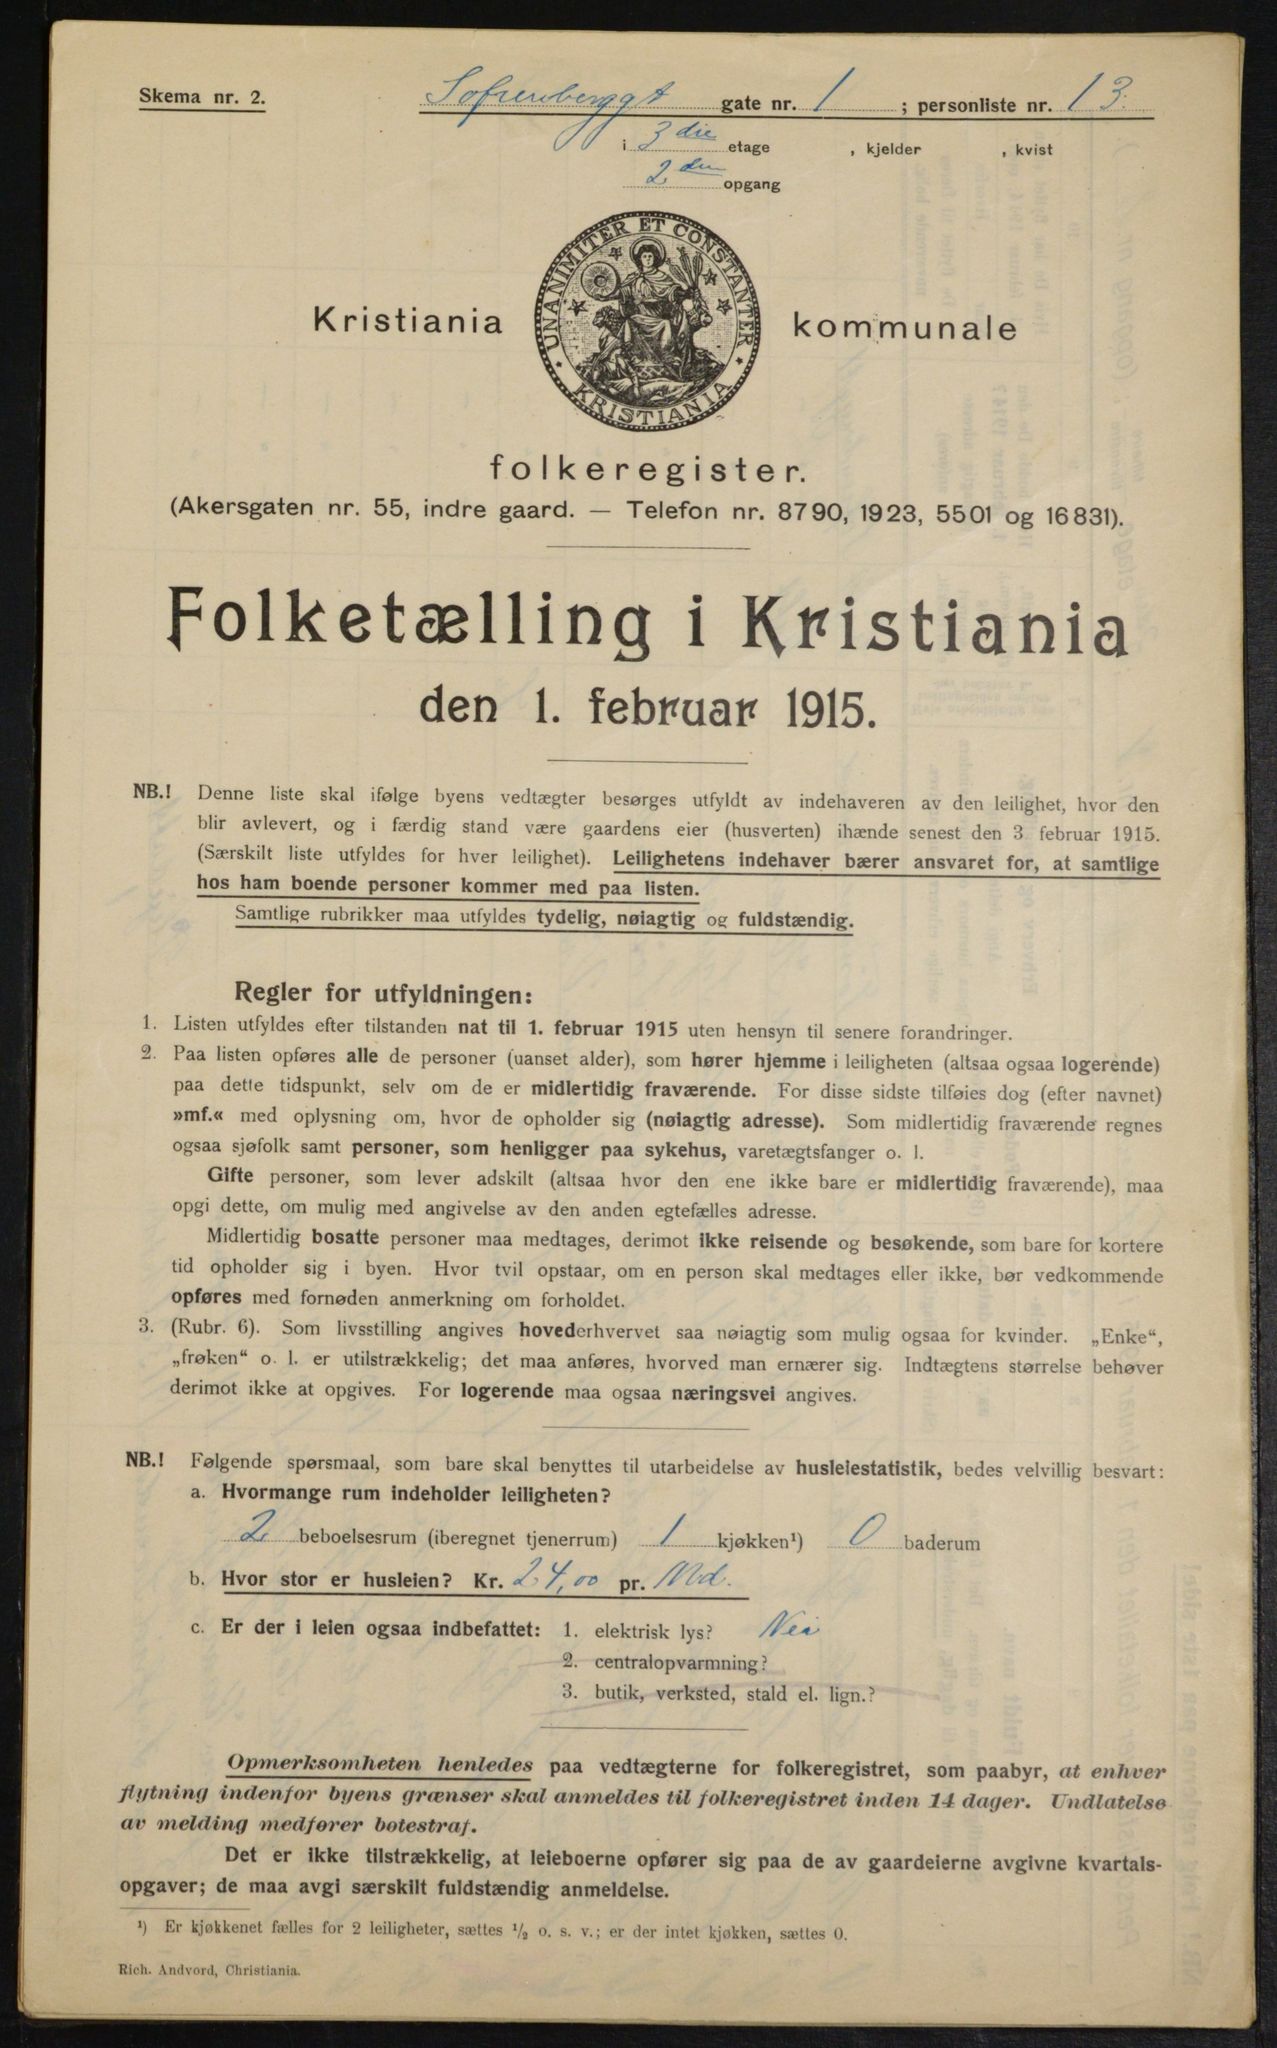 Skema nr. 2.
Sofienberggt gate nr. 1 ; personliste nr. 13.
i 3 die etage , kjelder , kvist
2 den opgang
UNANIMITER ET CONSTANTER
KRISTIANIA
Kristiania kommunale
folkeregister.
(Akersgaten nr. 55, indre gaard. — Telefon nr. 8790, 1923, 5501 og 16831).
Folketælling i Kristiania
den 1. februar 1915.
NB.! Denne liste skal ifølge byens vedtægter besørges utfyldt av indehaveren av den leilighet, hvor den
blir avlevert, og i færdig stand være gaardens eier (husverten) ihænde senest den 3 februar 1915.
(Særskilt liste utfyldes for hver leilighet). Leilighetens indehaver bærer ansvaret for, at samtlige
hos ham boende personer kommer med paa listen.
Samtlige rubrikker maa utfyldes tydelig, nøiagtig og fuldstændig.
Regler for utfyldningen:
1. Listen utfyldes efter tilstanden nat til 1. februar 1915 uten hensyn til senere forandringer.
2. Paa listen opføres alle de personer (uanset alder), som hører hjemme i leiligheten (altsaa ogsaa logerende)
paa dette tidspunkt, selv om de er midlertidig fraværende. For disse sidste tilføies dog (efter navnet)
»mf.« med oplysning om, hvor de opholder sig (nøiagtig adresse). Som midlertidig fraværende regnes
ogsaa sjøfolk samt personer, som henligger paa sykehus, varetægtsfanger o. l.
Gifte personer, som lever adskilt (altsaa hvor den ene ikke bare er midlertidig fraværende), maa
opgi dette, om mulig med angivelse av den anden egtefælles adresse.
Midlertidig bosatte personer maa medtages, derimot ikke reisende og besøkende, som bare for kortere
tid opholder sig i byen. Hvor tvil opstaar, om en person skal medtages eller ikke, bør vedkommende
opføres med fornøden anmerkning om forholdet.
3. (Rubr. 6). Som livsstilling angives hovederhvervet saa nøiagtig som mulig ogsaa for kvinder. „Enke“,
„frøken“ o. l. er utilstrækkelig; det maa anføres, hvorved man ernærer sig. Indtægtens størrelse behøver
derimot ikke at opgives. For logerende maa ogsaa næringsvei angives.
NB.! Følgende spørsmaal, som bare skal benyttes til utarbeidelse av husleiestatistik, bedes velvillig besvart:
a. Hvormange rum indeholder leiligheten?
2 beboelsesrum (iberegnet tjenerrum) 1 kjøkken¹) 0 baderum
b. Hvor stor er husleien? Kr. 24,00 pr. Md.
c. Er der i leien ogsaa indbefattet: 1. elektrisk lys? Nei
2. centralopvarmning?
3. butik, verksted, stald el. lign.?
Opmerksomheten henledes paa vedtægterne for folkeregistret, som paabyr, at enhver
flytning indenfor byens grænser skal anmeldes til folkeregistret inden 14 dager. Undlatelse
av melding medfører bøtestraf.
Det er ikke tilstrækkelig, at leieboerne opfører sig paa de av gaardeierne avgivne kvartals-
opgaver; de maa avgi særskilt fuldstændig anmeldelse.
¹) Er kjøkkenet fælles for 2 leiligheter, sættes ½ o. s. v.; er der intet kjøkken, sættes 0.
Rich. Andvord, Christiania.